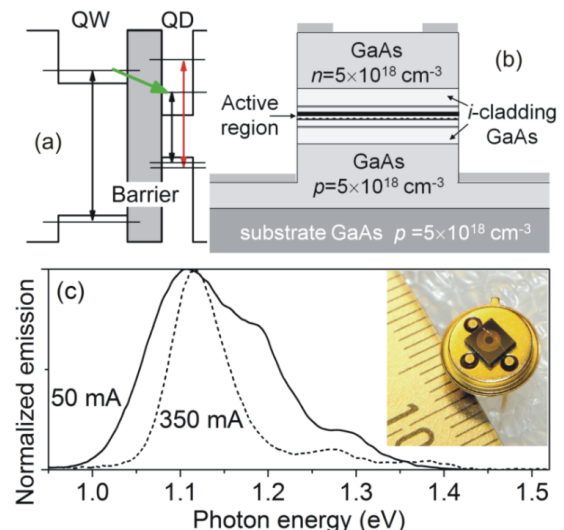 QW
QD
(a)
Barrier
(b)
GaAs
n=5×10¹⁸ cm⁻³
Active
region
i-cladding
GaAs
GaAs
p=5×10¹⁸ cm⁻³
substrate GaAs p =5×10¹⁸ cm⁻³
(c)
50 mA
350 mA
10
Normalized emission
1.0 1.1 1.2 1.3 1.4 1.5
Photon energy (eV)